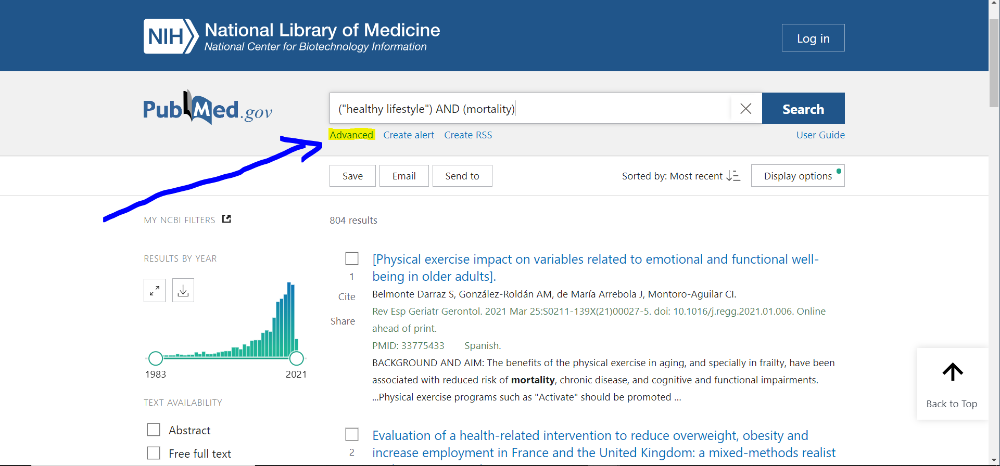 NIH National Library of Medicine
National Center for Biotechnology Information
Log in
PubMed.gov
("healthy lifestyle") AND (mortality)
Search
Advanced Create alert Create RSS User Guide
Save Email Send to Sorted by: Most recent Display options
MY NCBI FILTERS
804 results
RESULTS BY YEAR
1983 2021
TEXT AVAILABILITY
Abstract
Free full text
[Physical exercise impact on variables related to emotional and functional well-
being in older adults].
1
Cite
Share
Belmonte Darraz S, González-Roldán AM, de María Arrebola J, Montoro-Aguilar CI.
Rev Esp Geriatr Gerontol. 2021 Mar 25:S0211-139X(21)00027-5. doi: 10.1016/j.regg.2021.01.006. Online
ahead of print.
PMID: 33775433 Spanish.
BACKGROUND AND AIM: The benefits of the physical exercise in aging, and specially in frailty, have been
associated with reduced risk of mortality, chronic disease, and cognitive and functional impairments.
...Physical exercise programs such as "Activate" should be promoted ...
Evaluation of a health-related intervention to reduce overweight, obesity and
2
increase employment in France and the United Kingdom: a mixed-methods realist
Back to Top